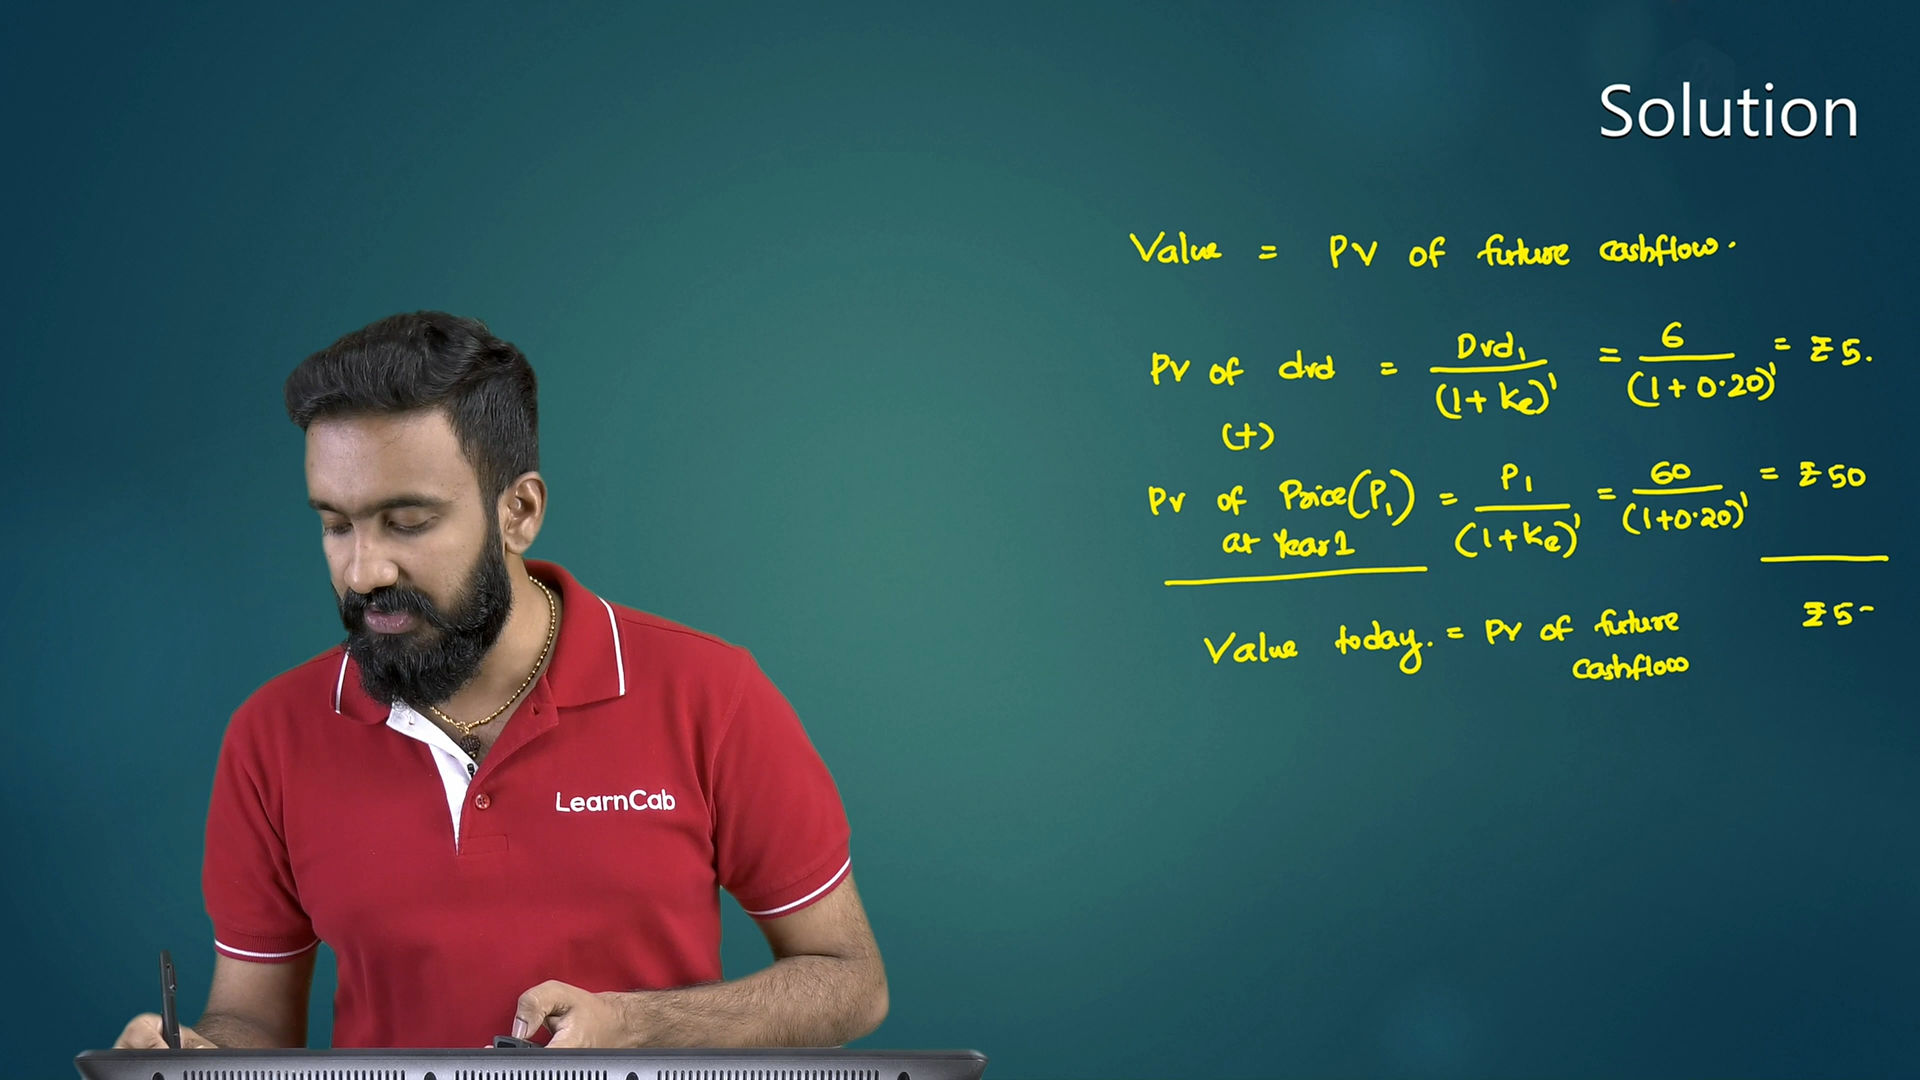 Solution
Value = PV of future cashflow.
PV of dvd = Dvd₁/(1+ke)¹ = 6/(1+0.20)¹ = ₹5.
(+)
PV of Price(P₁) at Year 1 = P₁/(1+ke)¹ = 60/(1+0.20)¹ = ₹50
Value today. = PV of future cashflow ₹5-
LearnCab